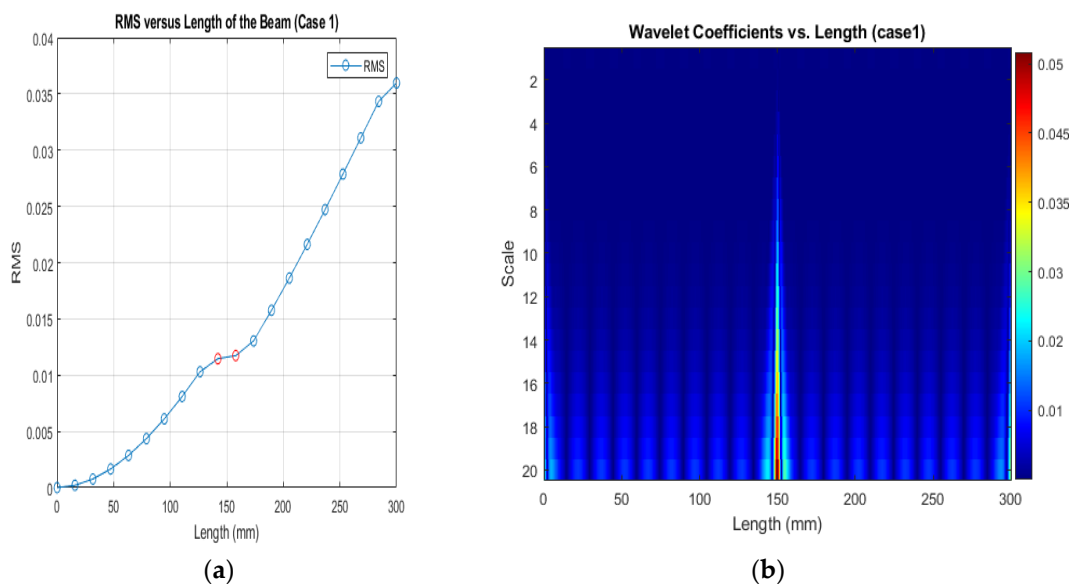 RMS versus Length of the Beam (Case 1)
0.04
0.035
0.03
0.025
0.02
0.015
0.01
0.005
0
RMS
RMS
0 50 100 150 200 250 300
Length (mm)
(a)
Wavelet Coefficients vs. Length (case1)
2
4
6
8
10
12
14
16
18
20
Scale
0 50 100 150 200 250 300
Length (mm)
0.05
0.045
0.035
0.03
0.02
0.01
(b)